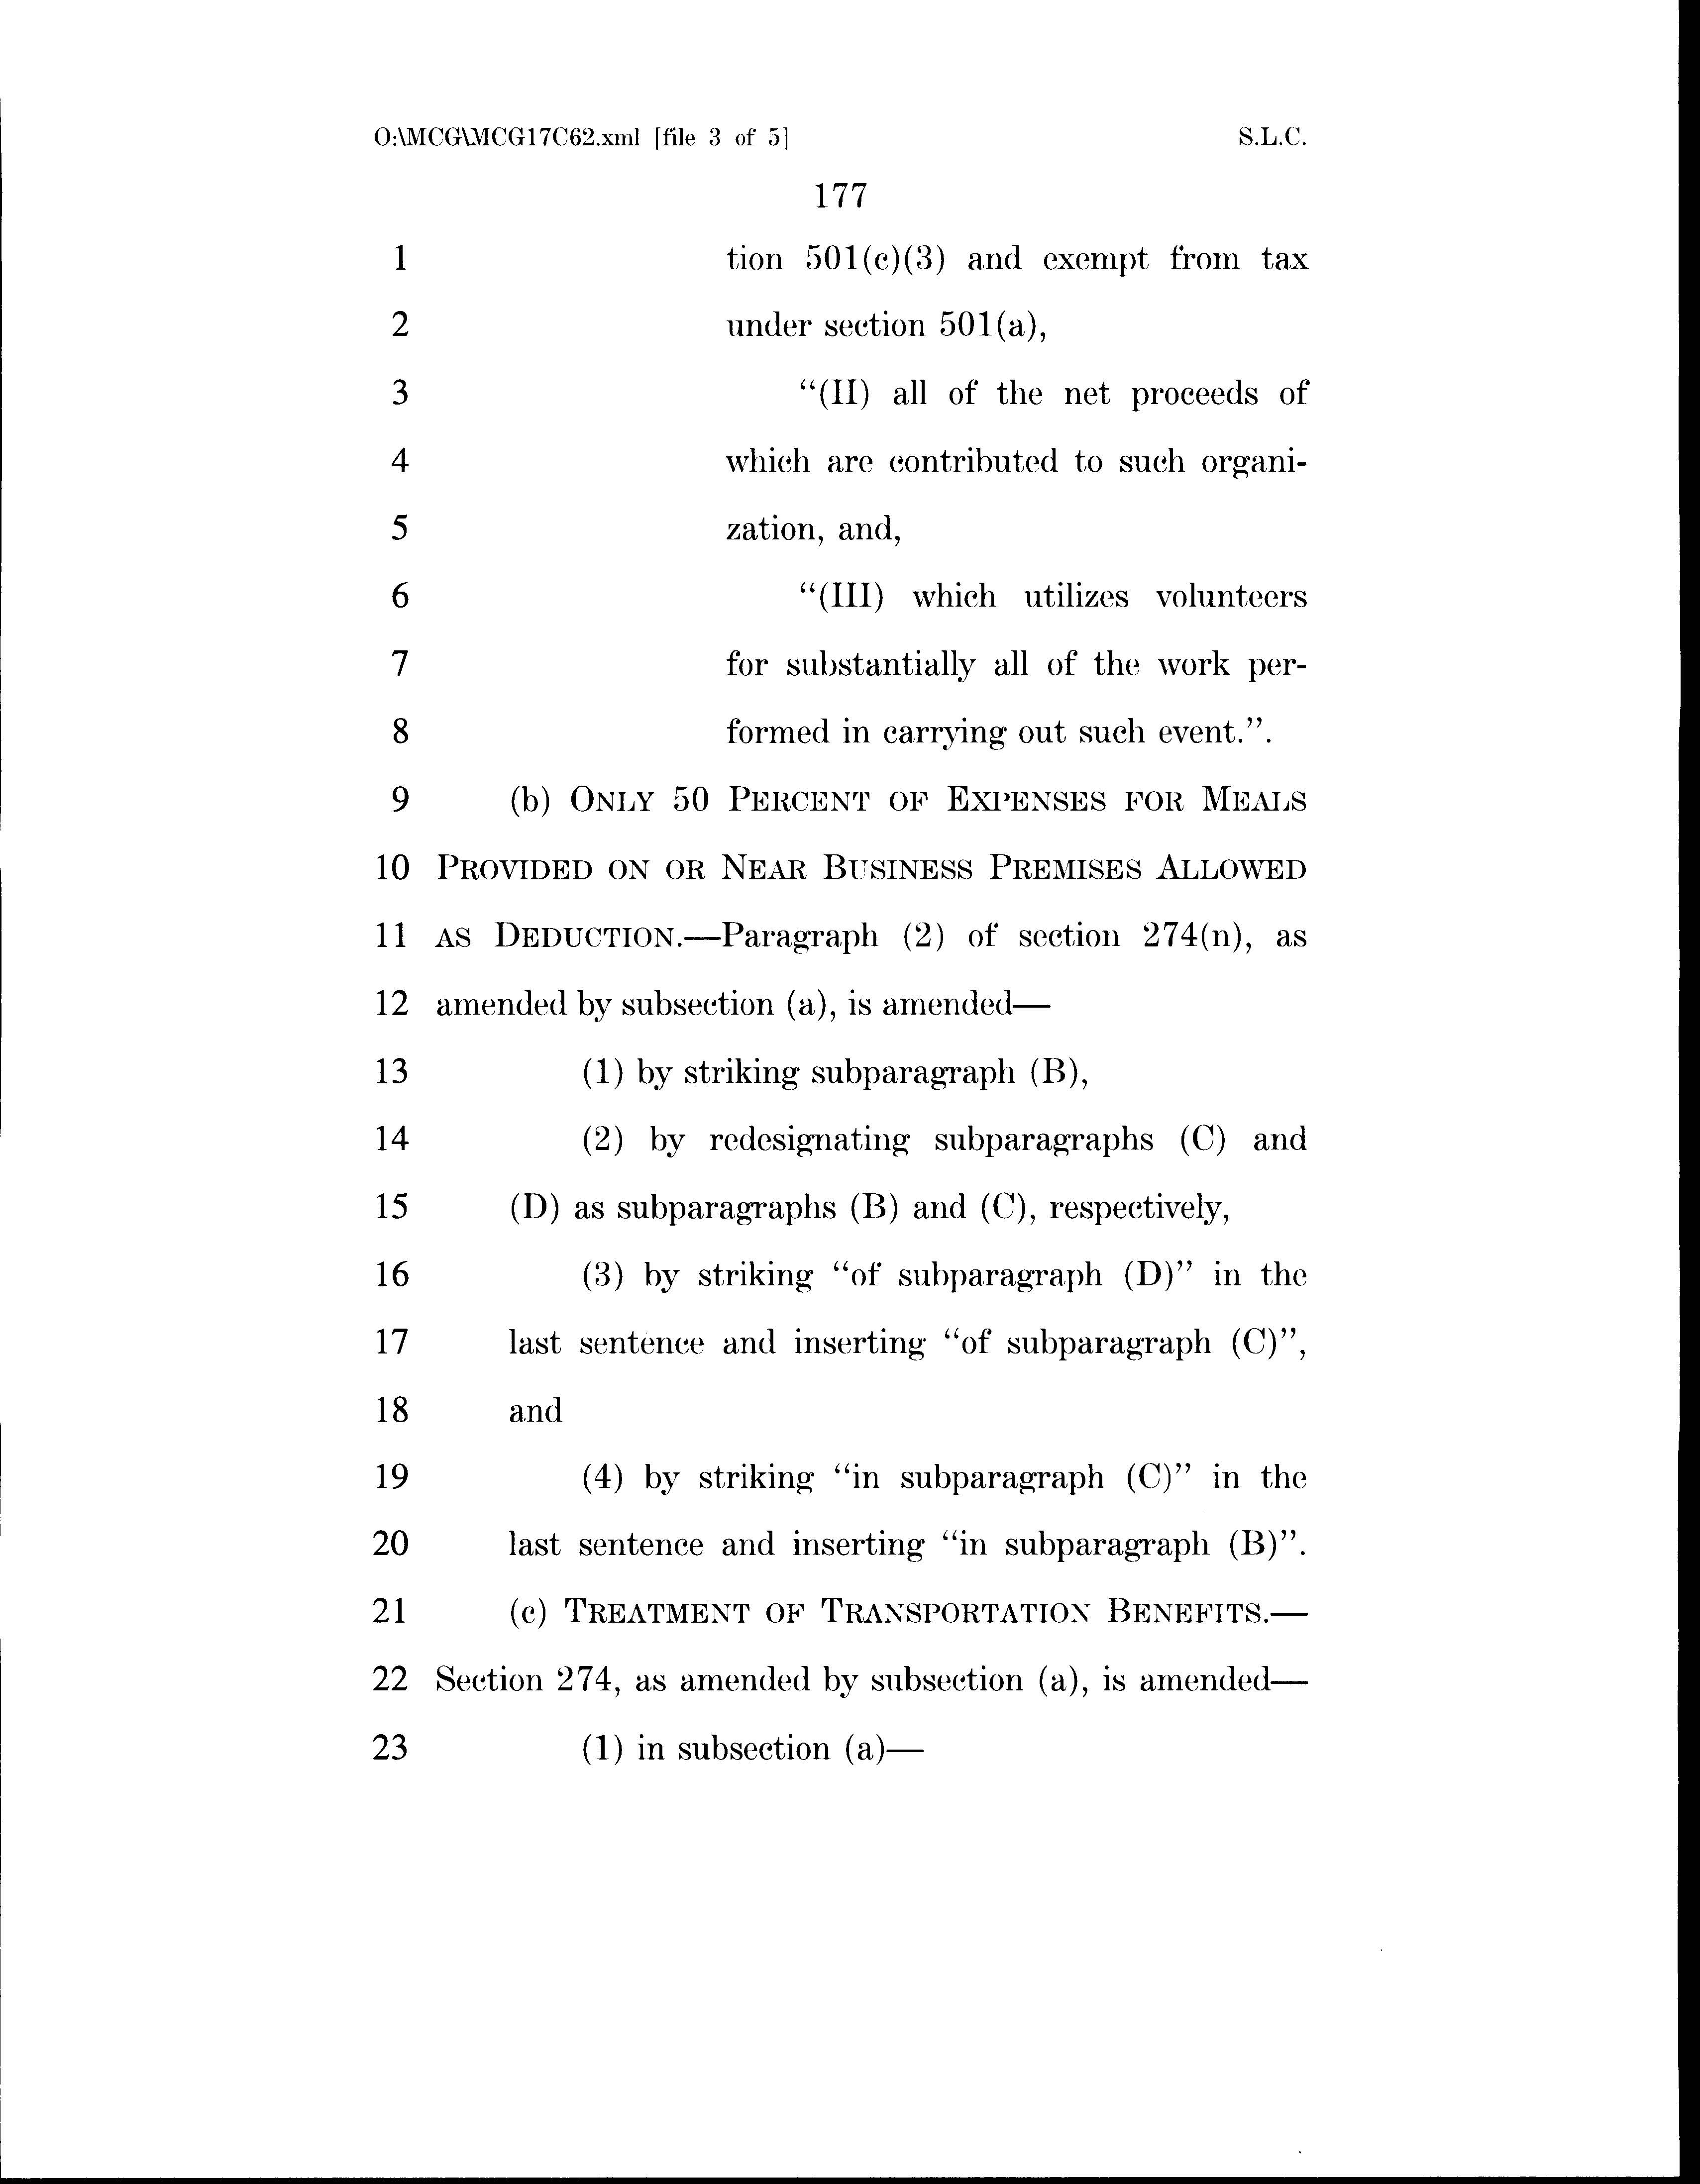 O:\MCG\MCG17C62.xml [file 3 of 5] S.L.C.
177
1 tion 501(c)(3) and exempt from tax
2 under section 501(a),
3 “(II) all of the net proceeds of
4 which are contributed to such organi-
5 zation, and,
6 “(III) which utilizes volunteers
7 for substantially all of the work per-
8 formed in carrying out such event.”.
9 (b) ONLY 50 PERCENT OF EXPENSES FOR MEALS
10 PROVIDED ON OR NEAR BUSINESS PREMISES ALLOWED
11 AS DEDUCTION.—Paragraph (2) of section 274(n), as
12 amended by subsection (a), is amended—
13 (1) by striking subparagraph (B),
14 (2) by redesignating subparagraphs (C) and
15 (D) as subparagraphs (B) and (C), respectively,
16 (3) by striking “of subparagraph (D)” in the
17 last sentence and inserting “of subparagraph (C)”,
18 and
19 (4) by striking “in subparagraph (C)” in the
20 last sentence and inserting “in subparagraph (B)”.
21 (c) TREATMENT OF TRANSPORTATION BENEFITS.—
22 Section 274, as amended by subsection (a), is amended—
23 (1) in subsection (a)—